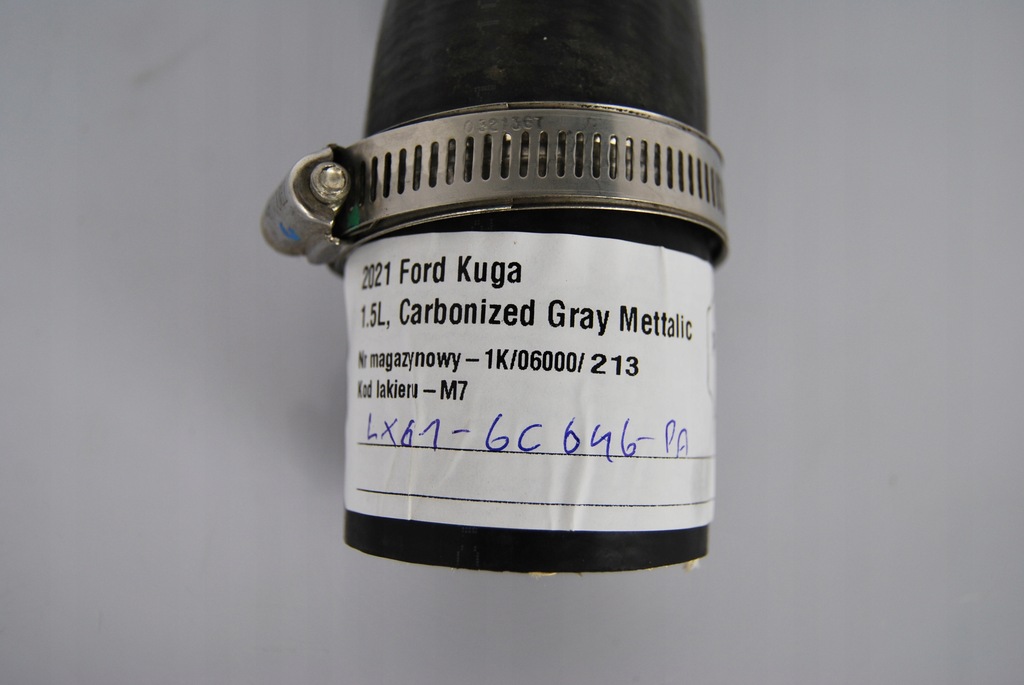 0321367
2021 Ford Kuga
1.5L, Carbonized Gray Mettalic
Nr magazynowy – 1K/06000/ 213
Kod lakieru – M7
LX61-6C646-PA